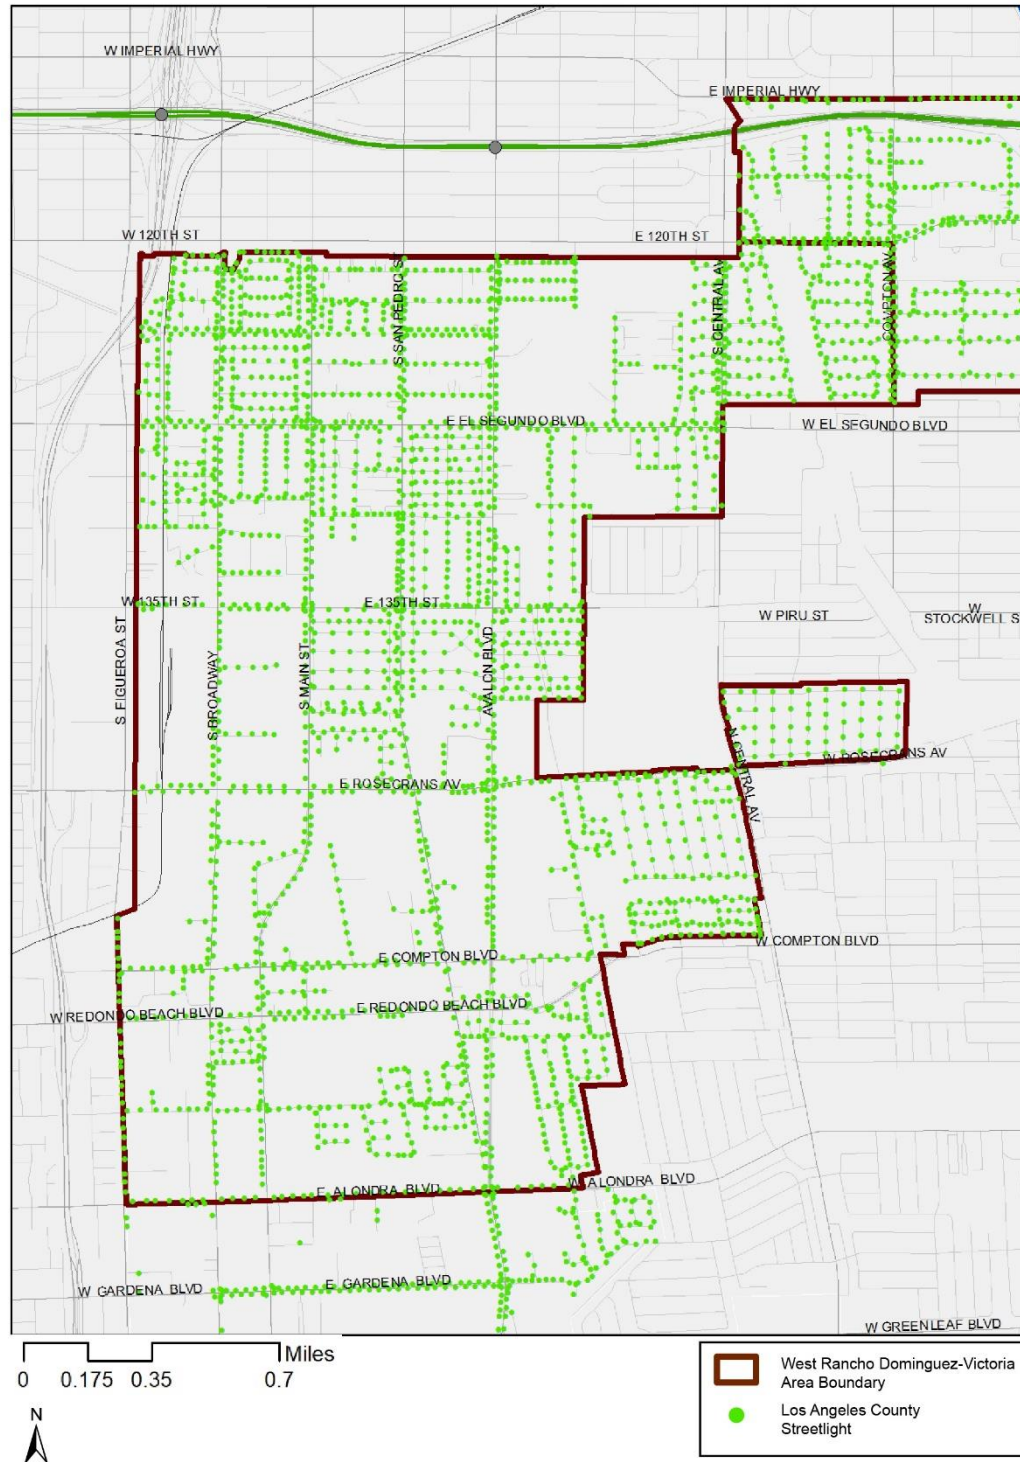 W IMPERIAL HWY
E IMPERIAL HWY
W 120TH ST
E 120TH ST
S SAN PEDRO ST
S CENTRAL AV
COMPTON AV
E EL SEGUNDO BLVD
W EL SEGUNDO BLVD
W 135TH ST
E 135TH ST
W PIRU ST
W
STOCKWELL S
S FIGUEROA ST
S BROADWAY
S MAIN ST
AVALON BLVD
N CENTRAL AV
W ROSECRANS AV
E ROSECRANS AV
E COMPTON BLVD
W COMPTON BLVD
W REDONDO BEACH BLVD
E REDONDO BEACH BLVD
E ALONDRA BLVD
W ALONDRA BLVD
W GARDENA BLVD
E GARDENA BLVD
W GREENLEAF BLVD
Miles
0 0.175 0.35 0.7
N
West Rancho Dominguez-Victoria
Area Boundary
Los Angeles County
Streetlight